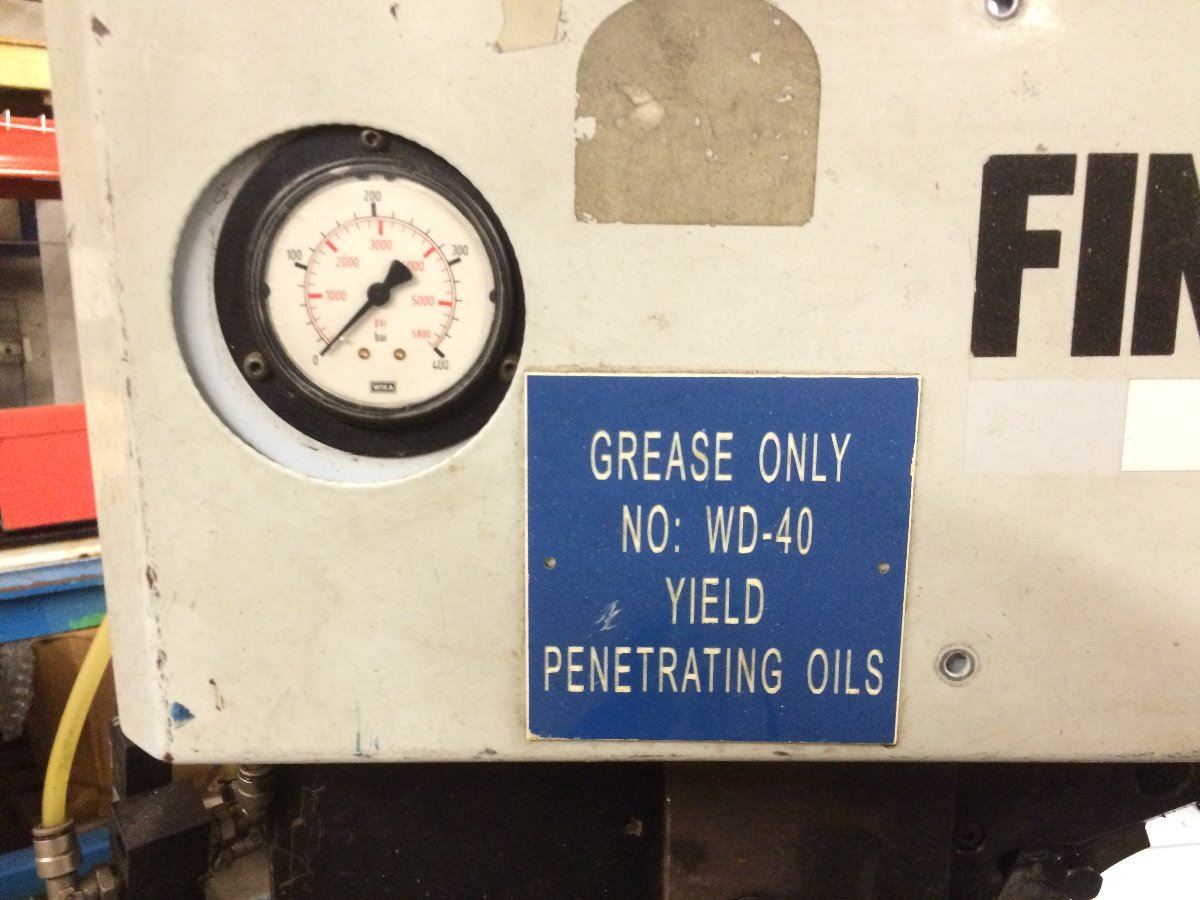 200
3000
100
300
2000
1000
5000
psi
5800
bar
0
400
WIKA
FIN
GREASE ONLY
NO: WD-40
YIELD
PENETRATING OILS